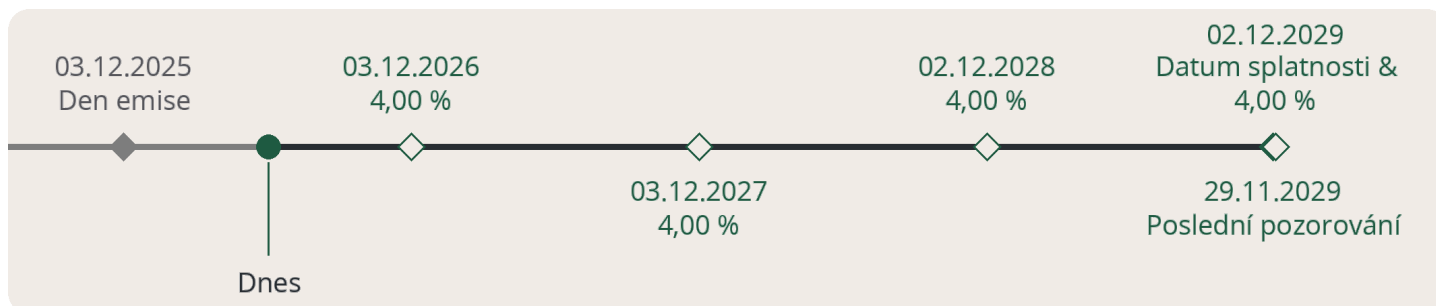 03.12.2025
Den emise
03.12.2026
4,00 %
02.12.2028
4,00 %
02.12.2029
Datum splatnosti &
4,00 %
03.12.2027
4,00 %
29.11.2029
Poslední pozorování
Dnes